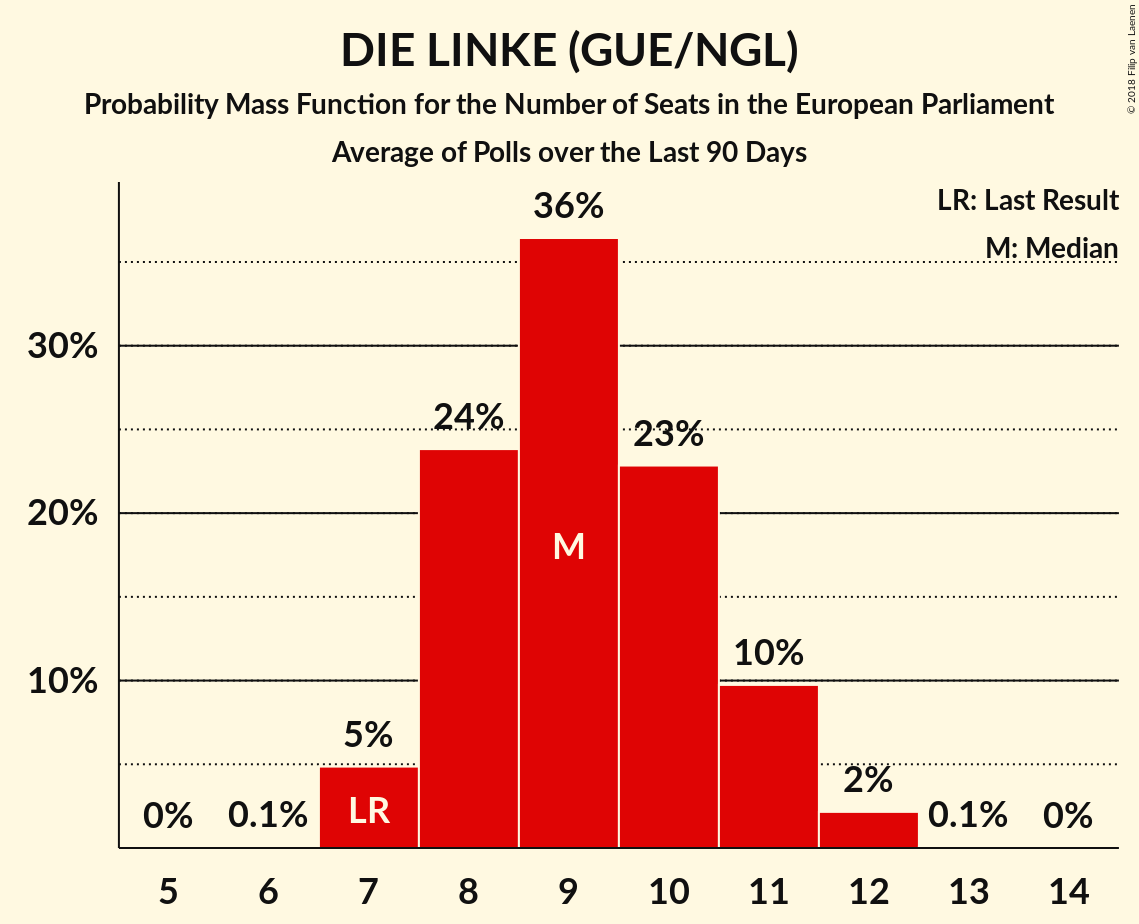 DIE LINKE (GUE/NGL)
Probability Mass Function for the Number of Seats in the European Parliament
Average of Polls over the Last 90 Days
© 2018 Filip van Laenen
LR: Last Result
M: Median
36%
30%
24%
23%
20%
M
10%
10%
5%
2%
LR
0%
0.1%
0.1%
0%
5 6 7 8 9 10 11 12 13 14